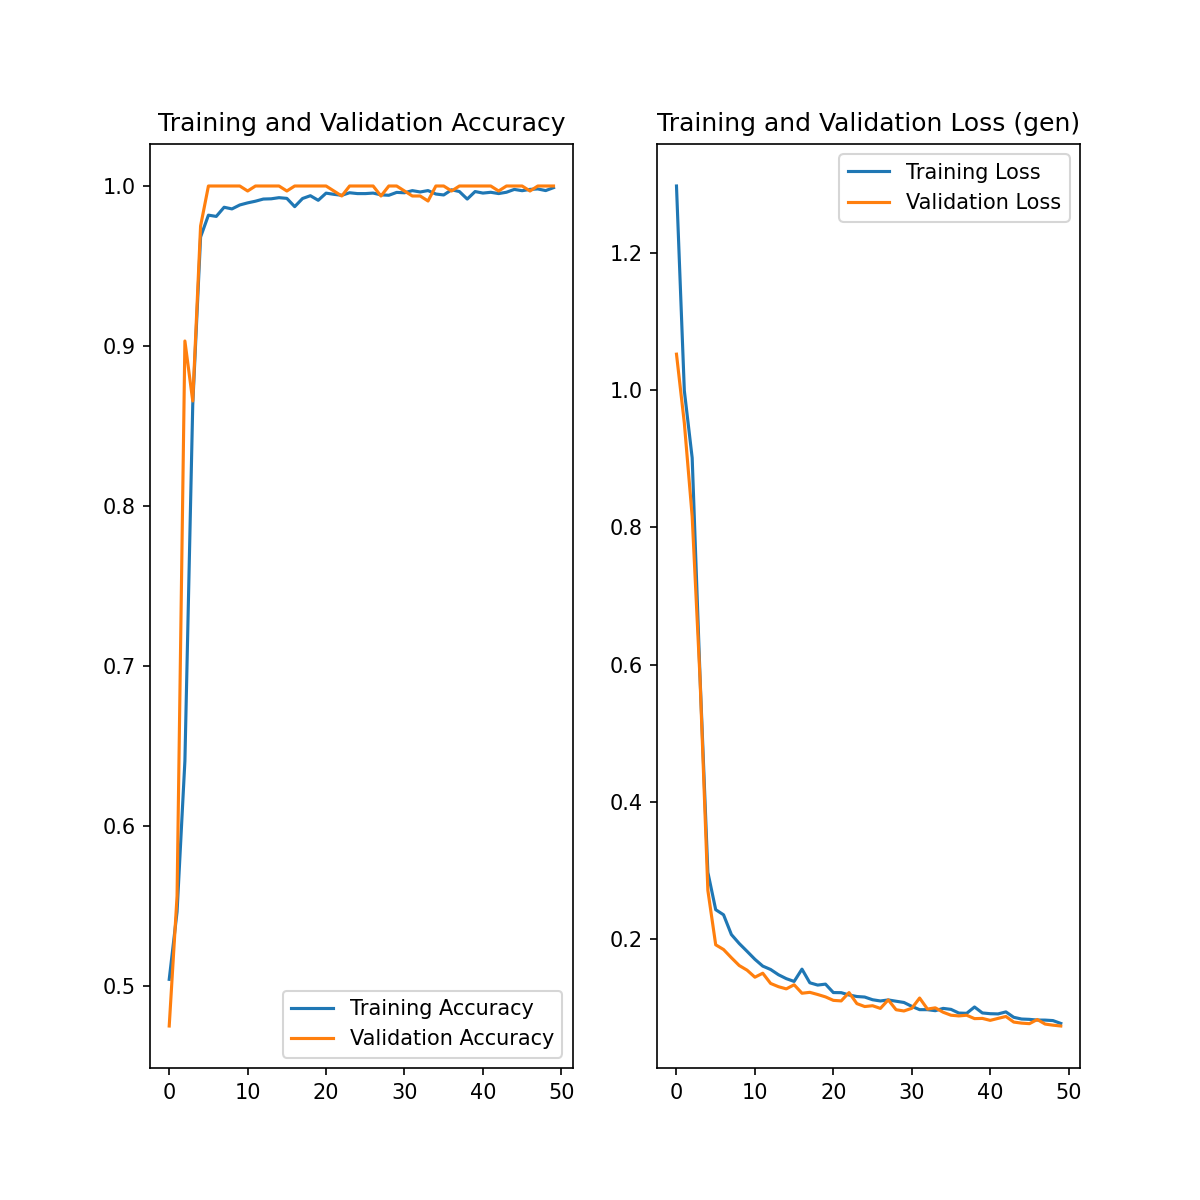 Training and Validation Accuracy
1.0
0.9
0.8
0.7
0.6
0.5
0 10 20 30 40 50
Training Accuracy
Validation Accuracy
Training and Validation Loss (gen)
1.2
1.0
0.8
0.6
0.4
0.2
0 10 20 30 40 50
Training Loss
Validation Loss